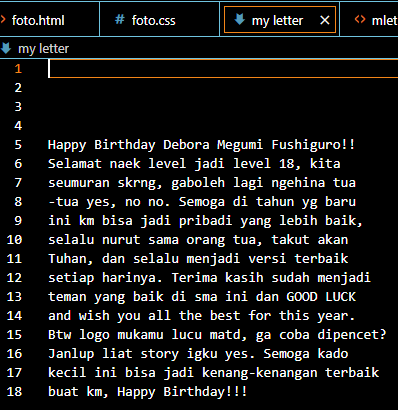 foto.html
foto.css
my letter
mlet
my letter
1
2
3
4
5 Happy Birthday Debora Megumi Fushiguro!!
6 Selamat naek level jadi level 18, kita
7 seumuran skrng, gaboleh lagi ngehina tua
8 -tua yes, no no. Semoga di tahun yg baru
9 ini km bisa jadi pribadi yang lebih baik,
10 selalu nurut sama orang tua, takut akan
11 Tuhan, dan selalu menjadi versi terbaik
12 setiap harinya. Terima kasih sudah menjadi
13 teman yang baik di sma ini dan GOOD LUCK
14 and wish you all the best for this year.
15 Btw logo mukamu lucu matd, ga coba dipencet?
16 Janlup liat story igku yes. Semoga kado
17 kecil ini bisa jadi kenang-kenangan terbaik
18 buat km, Happy Birthday!!!